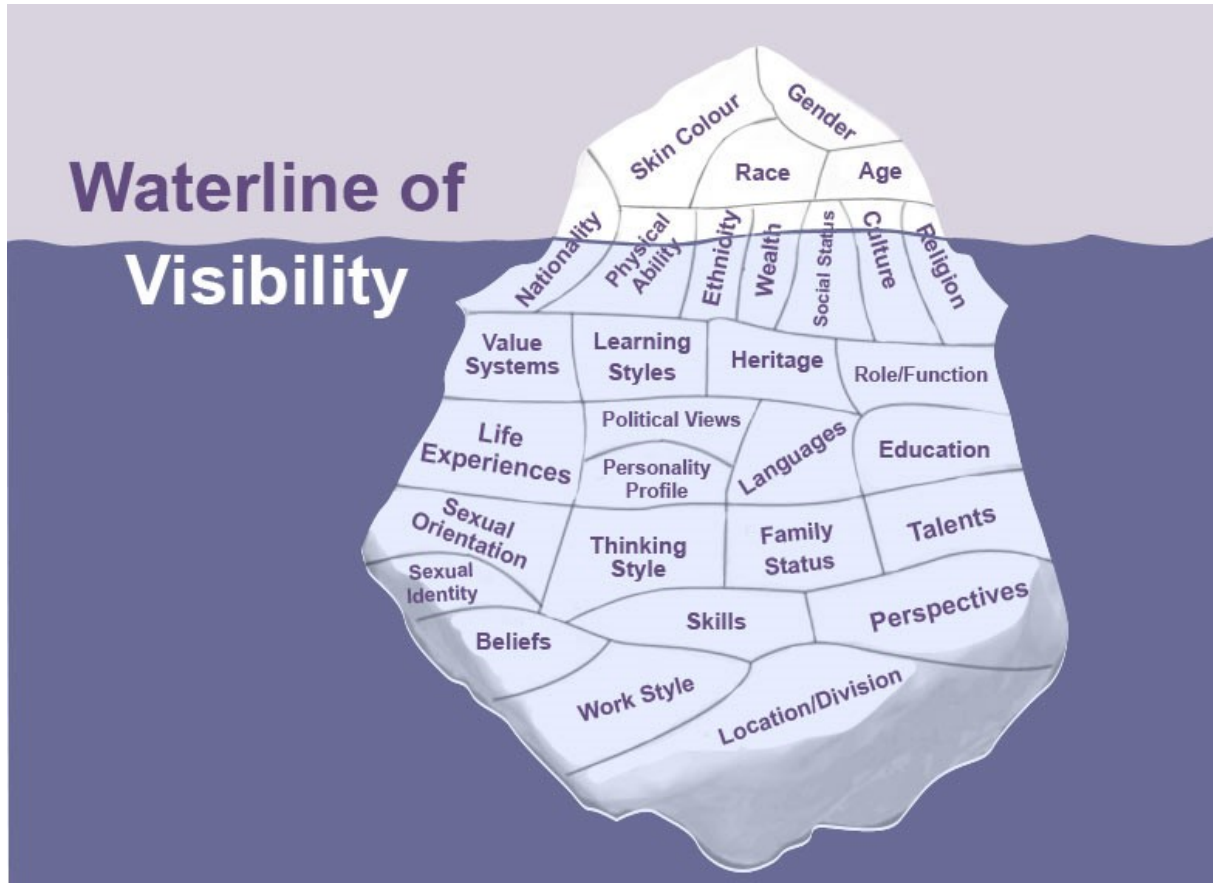 Waterline of
Visibility
Skin Colour
Gender
Race
Age
Nationality
Physical
Ability
Ethnicity
Wealth
Social Status
Culture
Religion
Value
Systems
Learning
Styles
Heritage
Role/Function
Life
Experiences
Political Views
Personality
Profile
Languages
Education
Sexual
Orientation
Sexual
Identity
Thinking
Style
Family
Status
Talents
Beliefs
Skills
Perspectives
Work Style
Location/Division